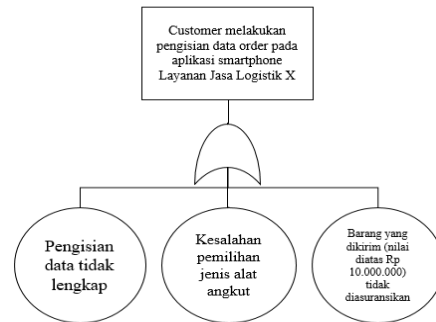 Customer melakukan
pengisian data order pada
aplikasi smartphone
Layanan Jasa Logistik X
Pengisian
data tidak
lengkap
Kesalahan
pemilihan
jenis alat
angkut
Barang yang
dikirim (nilai
diatas Rp
10.000.000)
tidak
diasuransikan